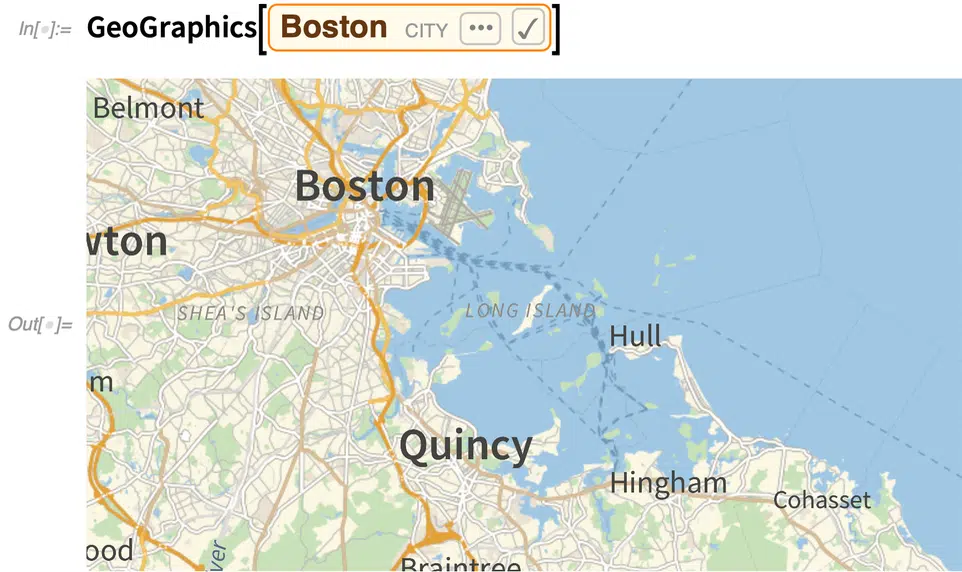 In[•]:= GeoGraphics[Boston CITY ••• ✓]
Belmont
Boston
wton
SHEA'S ISLAND
LONG ISLAND
Out[•]=
Hull
m
Quincy
Hingham
Cohasset
ood
ver
Braintree